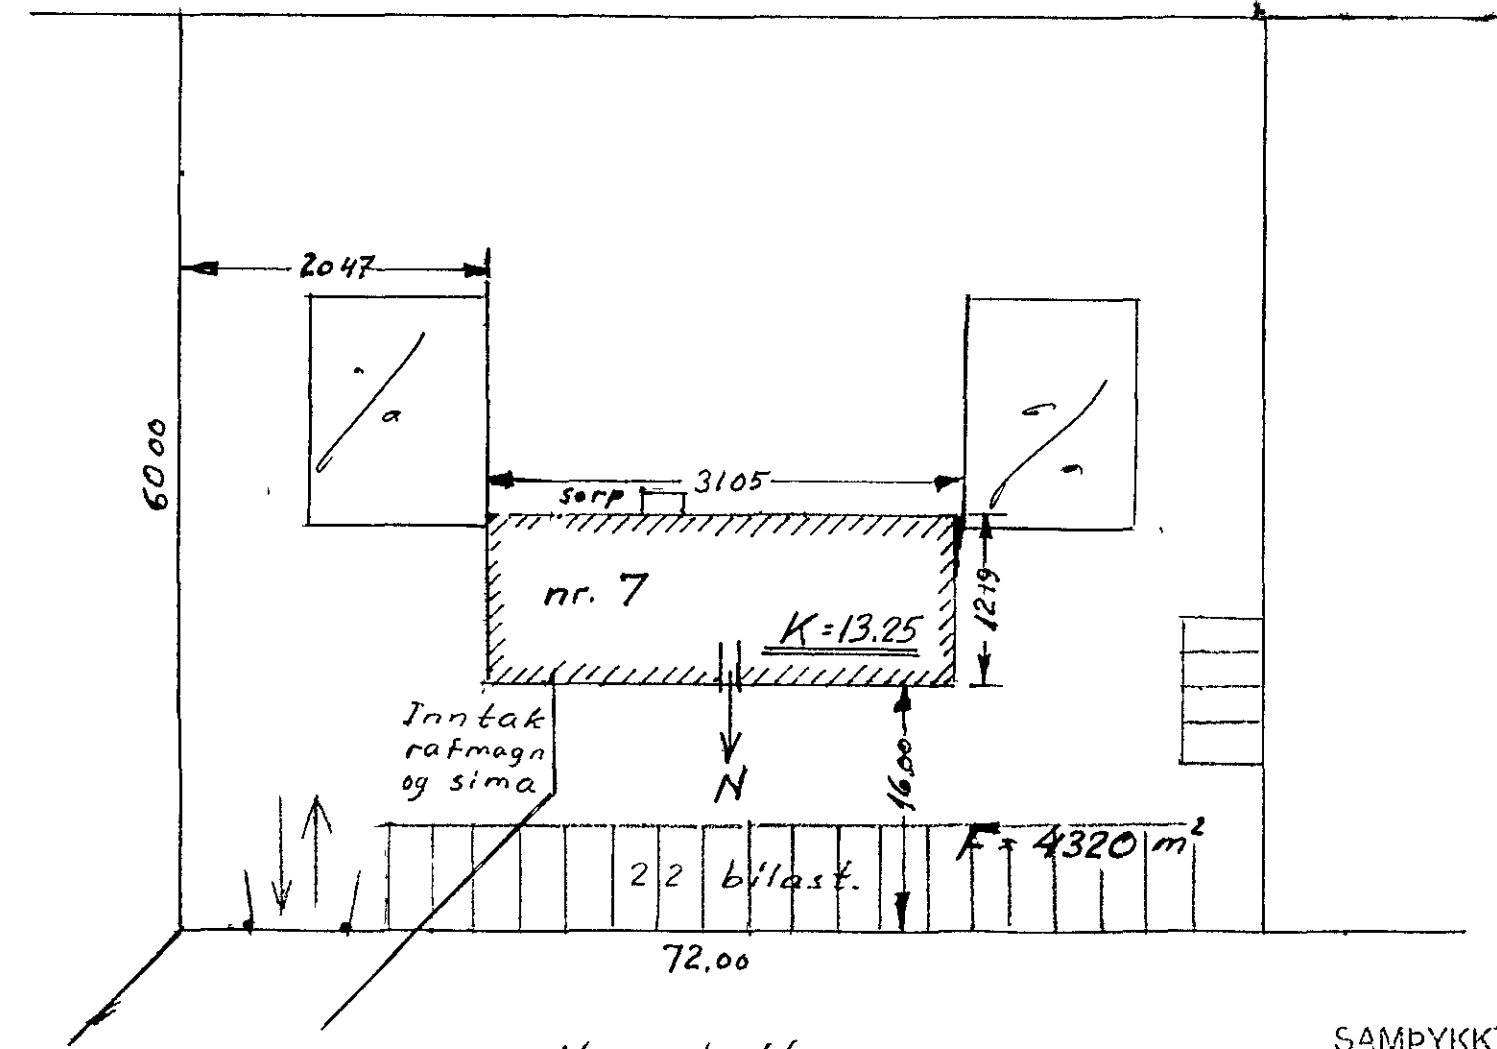 2047
60 00
3105
sorp
nr. 7
K=13.25
1219
Inntak
rafmagn
og sima
N
16.00
F = 4320 m²
22 bilast.
72.00
SAMÞYKKT